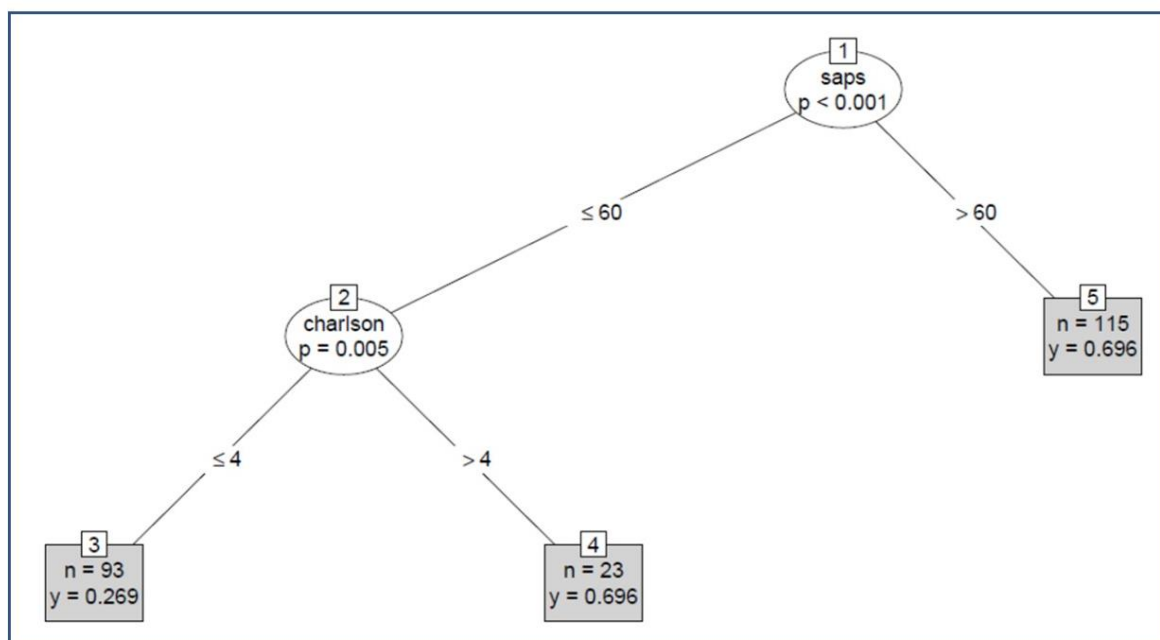 1
saps
p < 0.001
≤ 60
> 60
2
charlson
p = 0.005
5
n = 115
y = 0.696
≤ 4
> 4
3
n = 93
y = 0.269
4
n = 23
y = 0.696